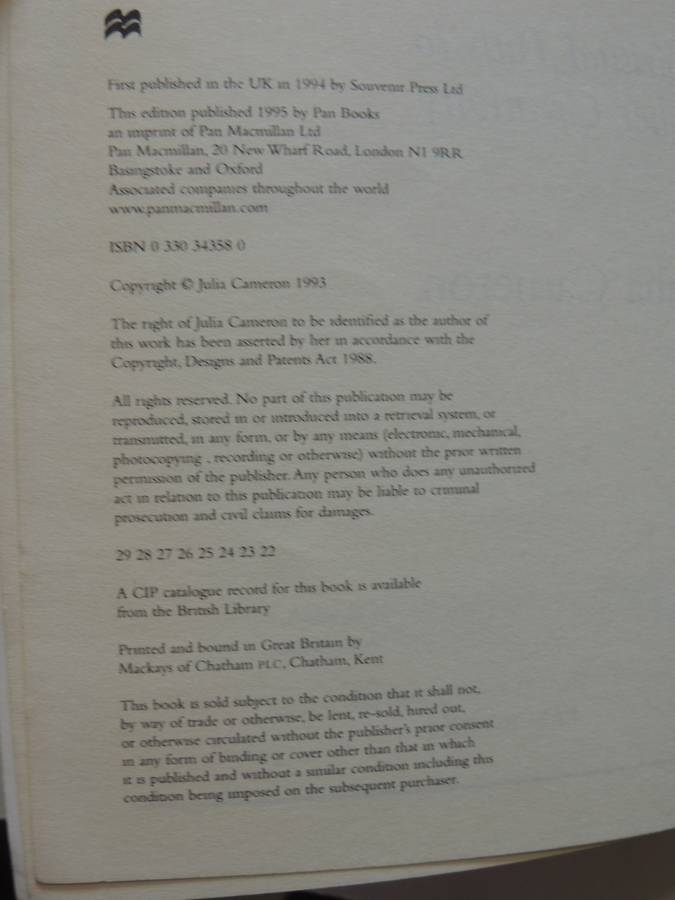 First published in the UK in 1994 by Souvenir Press Ltd
This edition published 1995 by Pan Books
an imprint of Pan Macmillan Ltd
Pan Macmillan, 20 New Wharf Road, London N1 9RR
Basingstoke and Oxford
Associated companies throughout the world
www.panmacmillan.com
ISBN 0 330 34358 0
Copyright © Julia Cameron 1993
The right of Julia Cameron to be identified as the author of
this work has been asserted by her in accordance with the
Copyright, Designs and Patents Act 1988.
All rights reserved. No part of this publication may be
reproduced, stored in or introduced into a retrieval system, or
transmitted, in any form, or by any means (electronic, mechanical,
photocopying , recording or otherwise) without the prior written
permission of the publisher. Any person who does any unauthorized
act in relation to this publication may be liable to criminal
prosecution and civil claims for damages.
29 28 27 26 25 24 23 22
A CIP catalogue record for this book is available
from the British Library
Printed and bound in Great Britain by
Mackays of Chatham PLC, Chatham, Kent
This book is sold subject to the condition that it shall not,
by way of trade or otherwise, be lent, re-sold, hired out,
or otherwise circulated without the publisher's prior consent
in any form of binding or cover other than that in which
it is published and without a similar condition including this
condition being imposed on the subsequent purchaser.